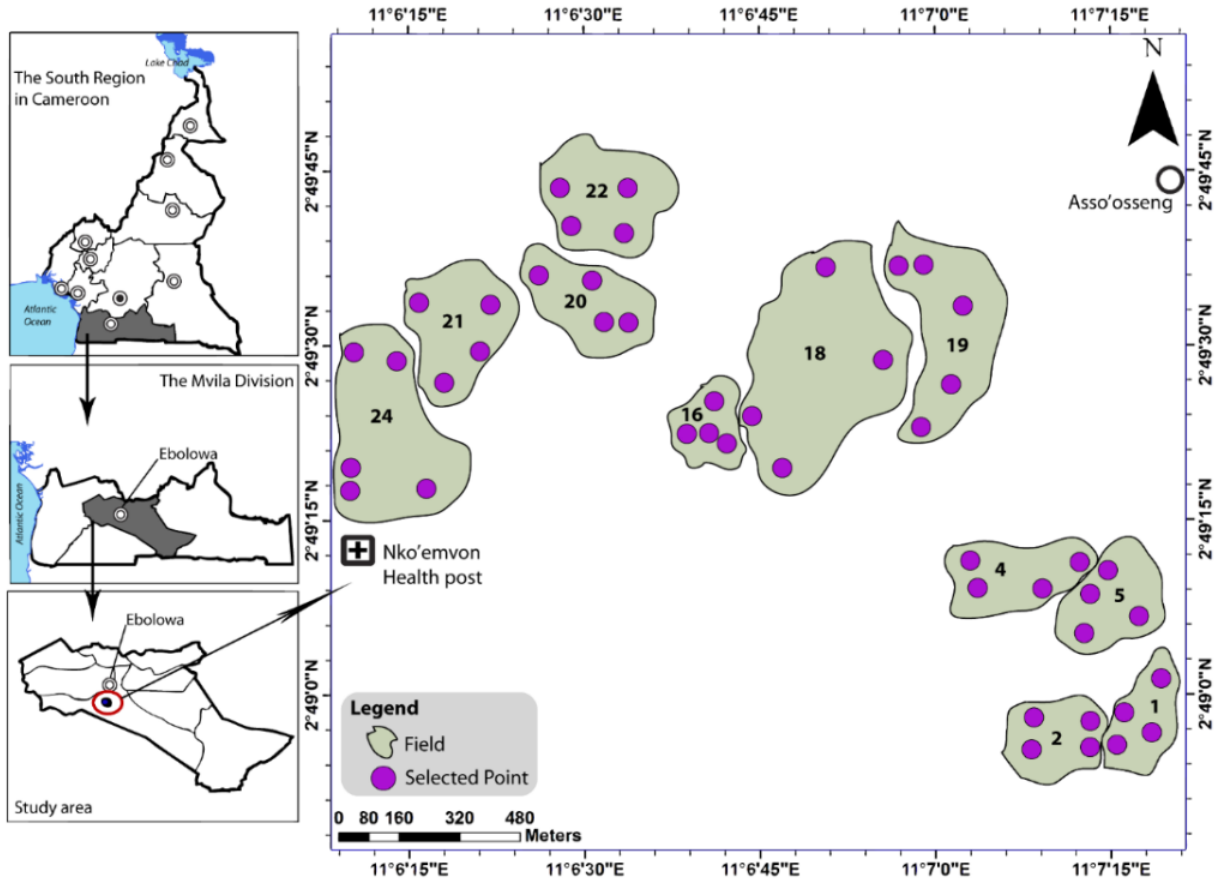 The South Region
in Cameroon
Lake Chad
Atlantic
Ocean
The Mvila Division
Ebolowa
Atlantic Ocean
Ebolowa
Study area
11°6'15"E
11°6'30"E
11°6'45"E
11°7'0"E
11°7'15"E
2°49'45"N
2°49'30"N
2°49'15"N
2°49'0"N
N
Asso'osseng
22
20
21
24
18
19
16
4
5
1
2
Nko'emvon
Health post
Legend
Field
Selected Point
0 80 160 320 480
Meters
2°49'45"N
2°49'30"N
2°49'15"N
2°49'0"N
11°6'15"E
11°6'30"E
11°6'45"E
11°7'0"E
11°7'15"E